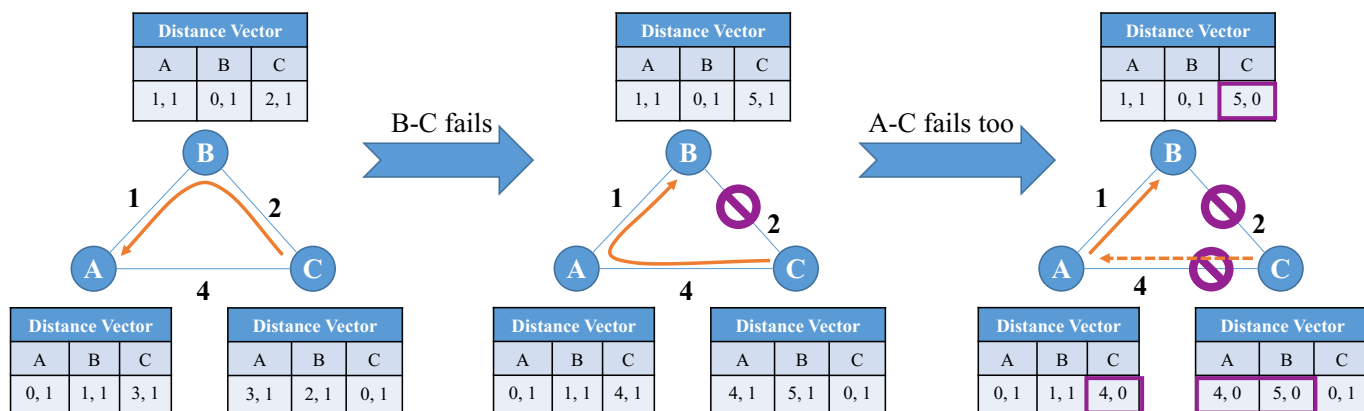 Distance Vector
A B C
1, 1 0, 1 2, 1
B
1
2
A
C
4
Distance Vector
A B C
0, 1 1, 1 3, 1
Distance Vector
A B C
3, 1 2, 1 0, 1
B-C fails
Distance Vector
A B C
1, 1 0, 1 5, 1
B
1
2
A
C
4
Distance Vector
A B C
0, 1 1, 1 4, 1
Distance Vector
A B C
4, 1 5, 1 0, 1
A-C fails too
Distance Vector
A B C
1, 1 0, 1 5, 0
B
1
2
A
C
4
Distance Vector
A B C
0, 1 1, 1 4, 0
Distance Vector
A B C
4, 0 5, 0 0, 1